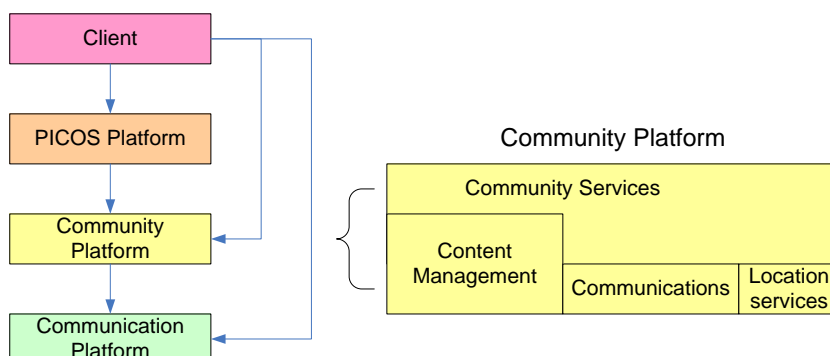 Client
PICOS Platform
Community
Platform
Communication
Platform
Community Platform
Community Services
Content
Management
Communications
Location
services